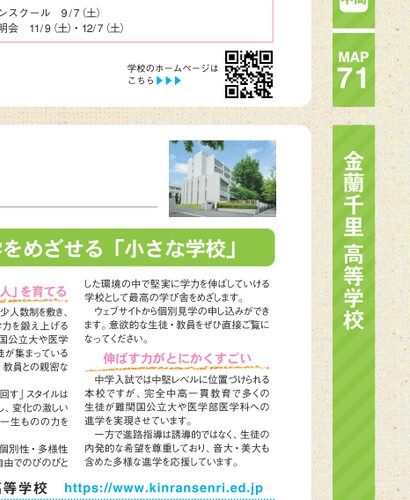 ンスクール 9/7（土）
明会 11/9（土）・12/7（土）
学校のホームページは
こちら▶▶▶
MAP
71
金蘭千里 高等学校
をめざせる「小さな学校」
人」を育てる
少人数制を敷き、
学力を鍛え上げる
国公立大や医学
徒が集まっている
教員との親密な
回す」スタイルは
し、変化の激しい
一生ものの力を
個別性・多様性
自由でのびのびと
した環境の中で堅実に学力を伸ばしていける
学校として最高の学び舎をめざします。
ウェブサイトから個別見学の申し込みができ
ます。意欲的な生徒・教員をぜひ直接ご覧に
なってください。
伸ばす力がとにかくすごい
中学入試では中堅レベルに位置づけられる
本校ですが、完全中高一貫教育で多くの
生徒が難関国公立大や医学部医学科への
進学を実現させています。
一方で進路指導は誘導的ではなく、生徒の
内発的な希望を尊重しており、音大・美大も
含めた多様な進学を応援しています。
高等学校 https://www.kinransenri.ed.jp/